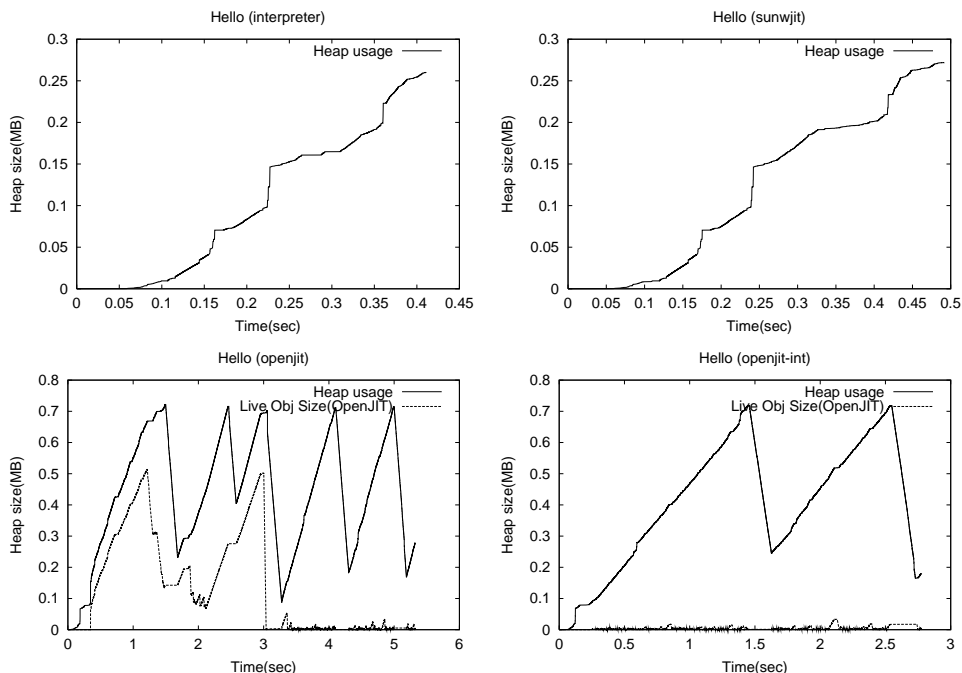 Hello (interpreter)
Heap usage
Heap size(MB)
0.3
0.25
0.2
0.15
0.1
0.05
0
0 0.05 0.1 0.15 0.2 0.25 0.3 0.35 0.4 0.45
Time(sec)
Hello (sunwjit)
Heap usage
Heap size(MB)
0.3
0.25
0.2
0.15
0.1
0.05
0
0 0.05 0.1 0.15 0.2 0.25 0.3 0.35 0.4 0.45 0.5
Time(sec)
Hello (openjit)
Heap usage
Live Obj Size(OpenJIT)
Heap size(MB)
0.8
0.7
0.6
0.5
0.4
0.3
0.2
0.1
0
0 1 2 3 4 5 6
Time(sec)
Hello (openjit-int)
Heap usage
Live Obj Size(OpenJIT)
Heap size(MB)
0.8
0.7
0.6
0.5
0.4
0.3
0.2
0.1
0
0 0.5 1 1.5 2 2.5 3
Time(sec)